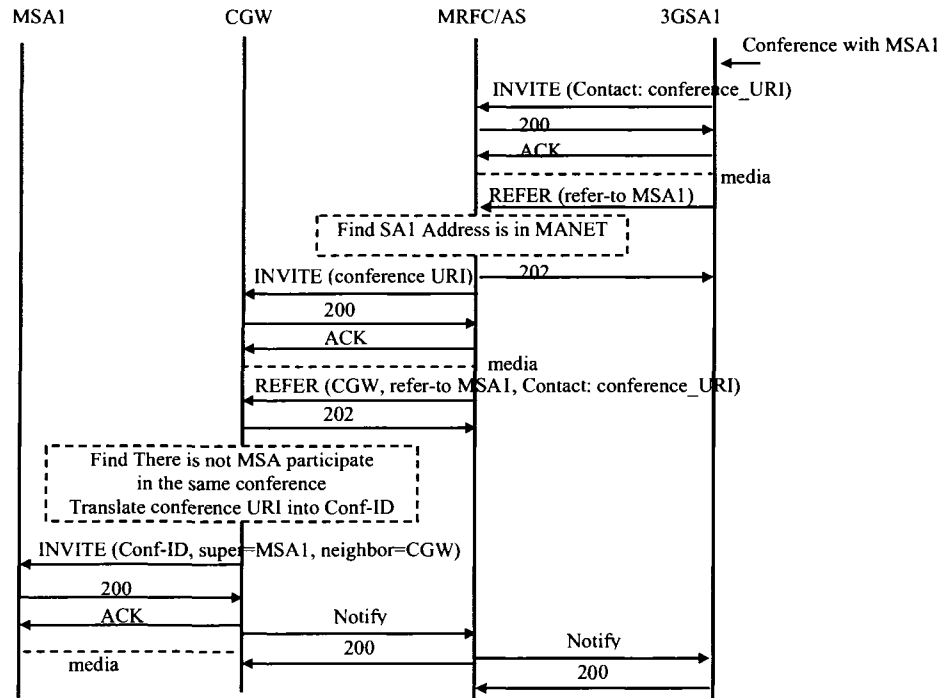 MSA1 CGW MRFC/AS 3GSA1
Conference with MSA1
INVITE (Contact: conference_URI)
200
ACK
media
REFER (refer-to MSA1)
Find SA1 Address is in MANET
202
INVITE (conference URI)
200
ACK
media
REFER (CGW, refer-to MSA1, Contact: conference_URI)
202
Find There is not MSA participate
in the same conference
Translate conference URI into Conf-ID
INVITE (Conf-ID, super=MSA1, neighbor=CGW)
200
ACK
Notify
200
Notify
media
200